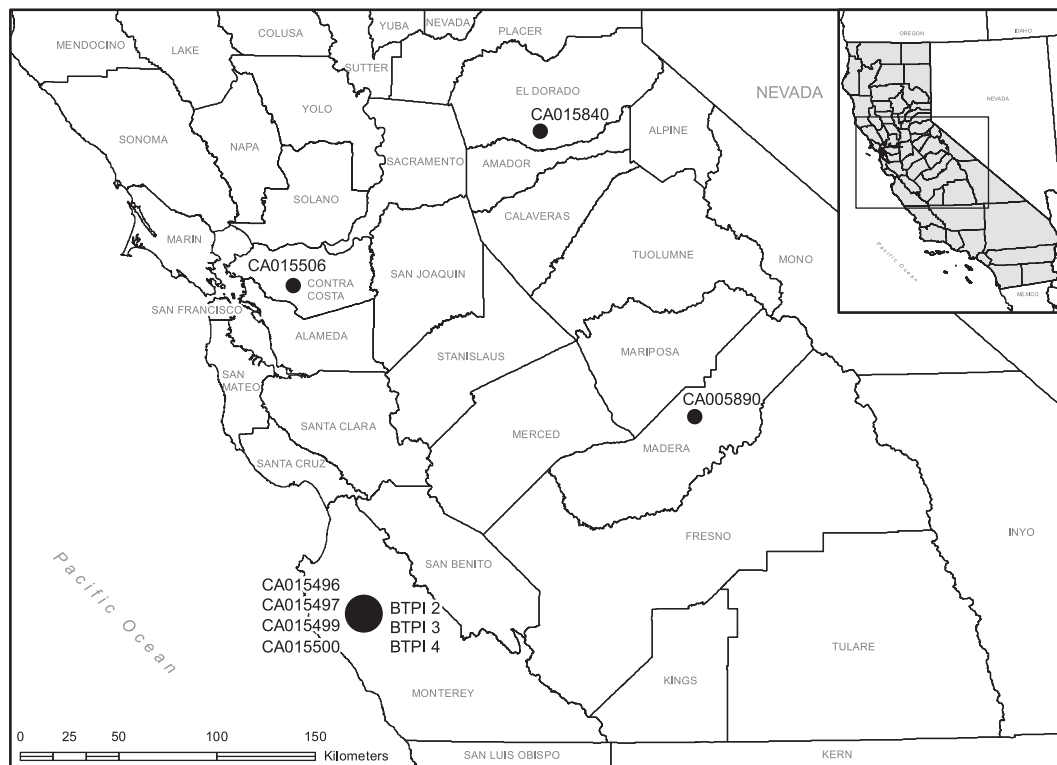 MENDOCINO
LAKE
COLUSA
YUBA
NEVADA
PLACER
SUTTER
EL DORADO
CA015840
NEVADA
ALPINE
SONOMA
NAPA
YOLO
SACRAMENTO
AMADOR
SOLANO
CALAVERAS
MARIN
CA015506
CONTRA
COSTA
SAN JOAQUIN
TUOLUMNE
MONO
SAN FRANCISCO
ALAMEDA
STANISLAUS
MARIPOSA
SAN
MATEO
CA005890
SANTA CLARA
MERCED
MADERA
SANTA CRUZ
FRESNO
INYO
SAN BENITO
Pacific Ocean
CA015496
CA015497
CA015499
CA015500
BTPI 2
BTPI 3
BTPI 4
TULARE
KINGS
MONTEREY
0 25 50 100 150
Kilometers
SAN LUIS OBISPO
KERN
OREGON
IDAHO
NEVADA
Pacific Ocean
MEXICO